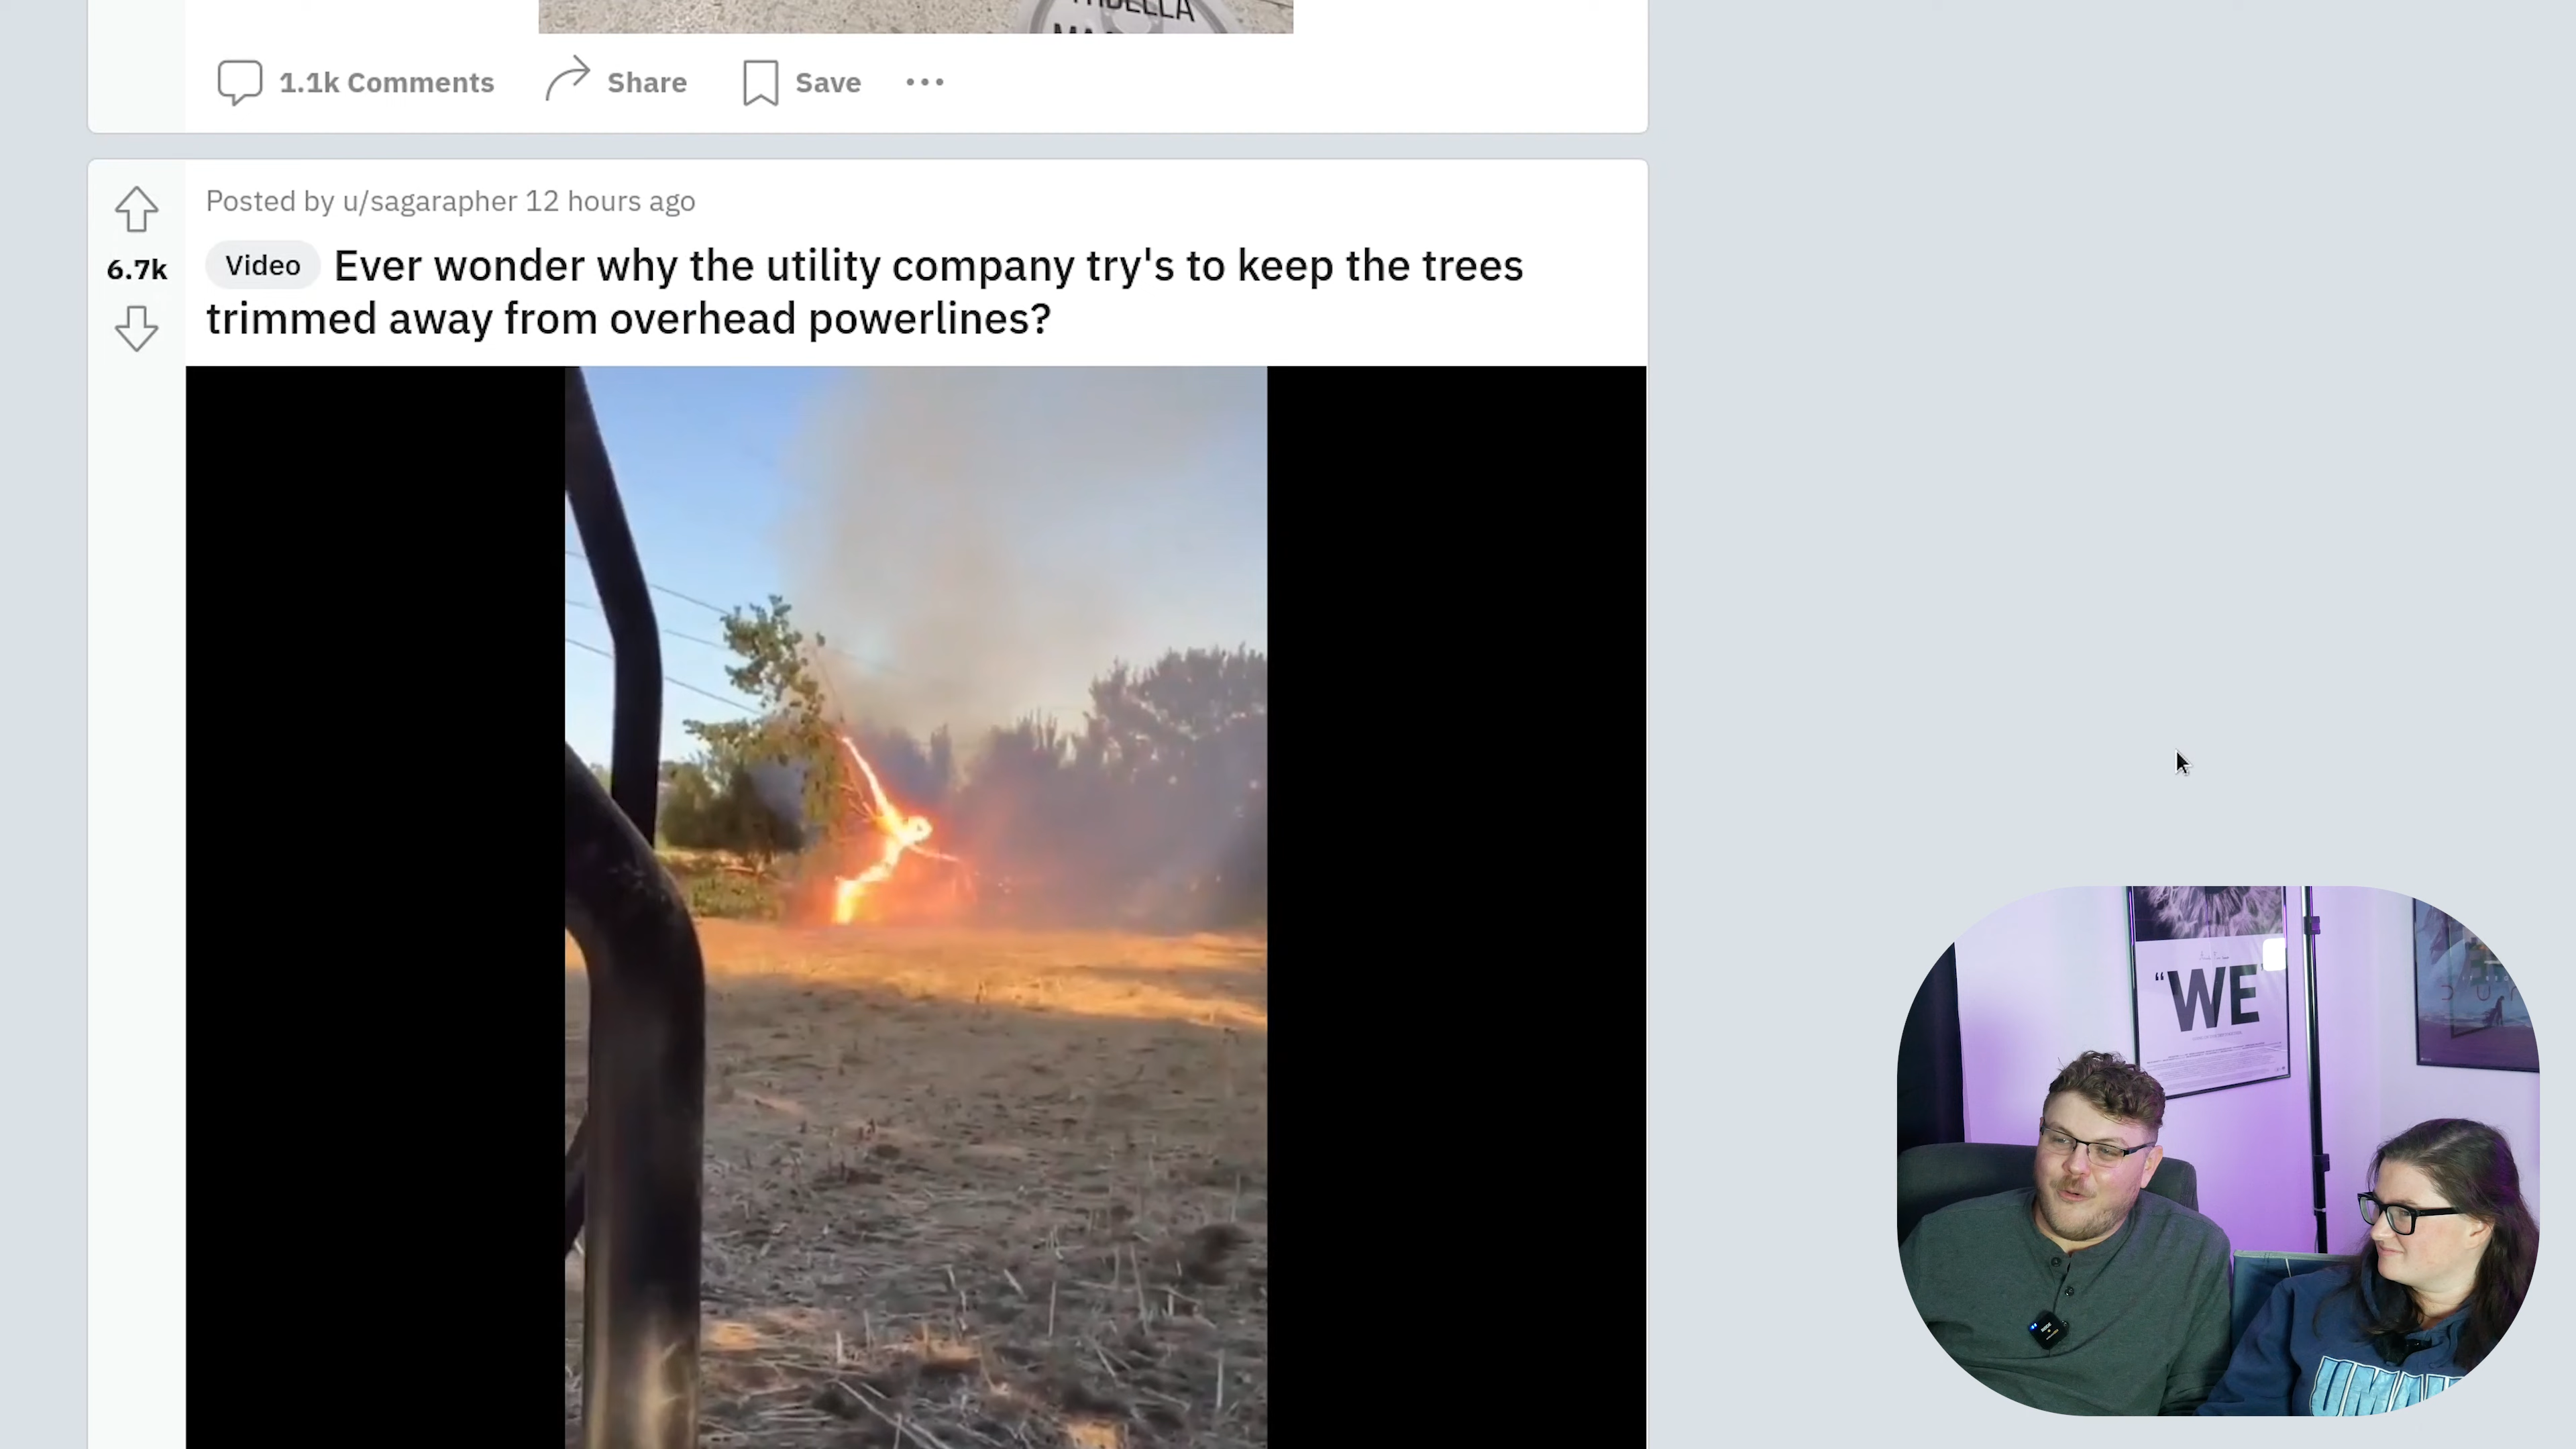 1.1k Comments
Share
Save
Posted by u/sagarapher 12 hours ago
6.7k
Video
Ever wonder why the utility company try's to keep the trees
trimmed away from overhead powerlines?
"WE"